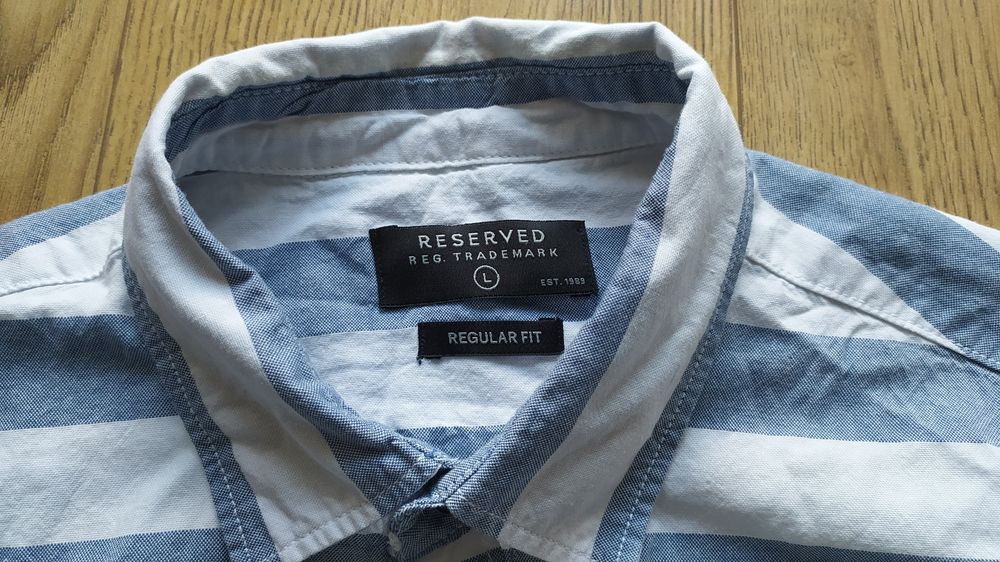 RESERVED
REG. TRADEMARK
L
EST. 1989
REGULAR FIT